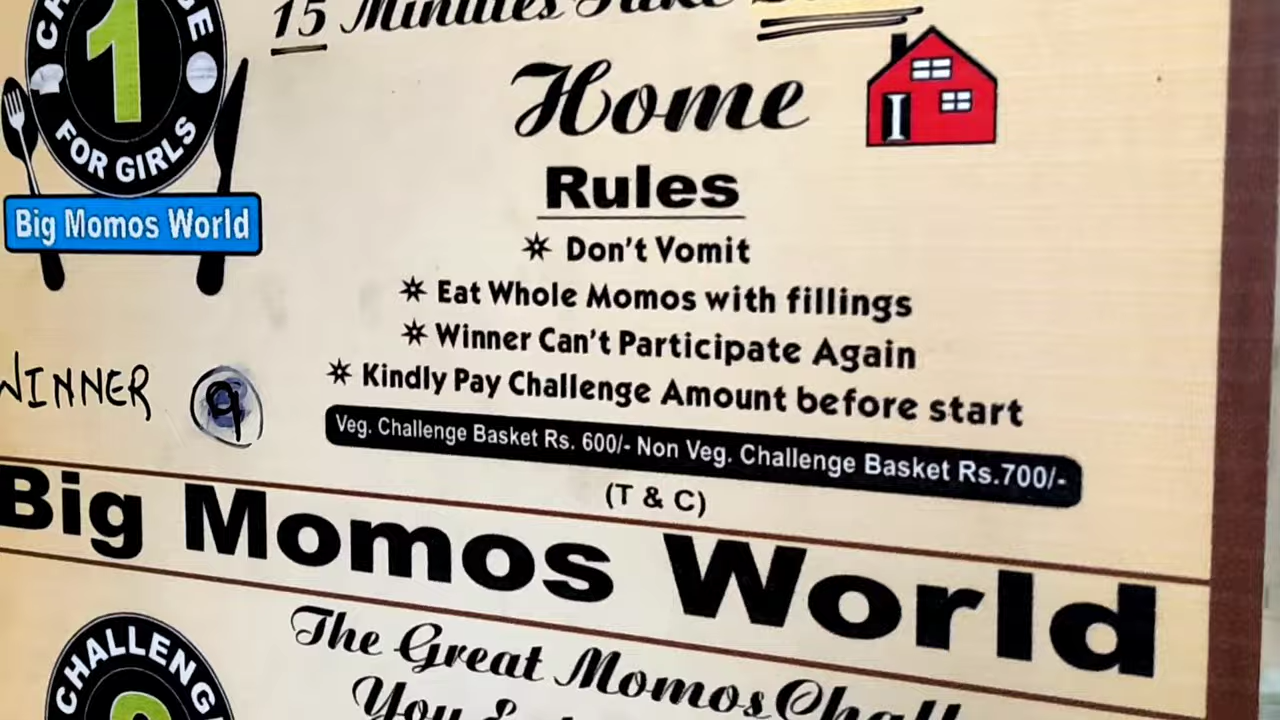 15 Minutes Take
Home
1
FOR GIRLS
Big Momos World
Rules
Don't Vomit
Eat Whole Momos with fillings
Winner Can't Participate Again
Kindly Pay Challenge Amount before start
WINNER 9
Veg. Challenge Basket Rs. 600/- Non Veg. Challenge Basket Rs.700/-
(T & C)
Big Momos World
The Great Momos
You